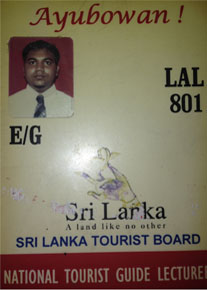 Ayubowan !
LAL
801
E/G
Sri Lanka
A land like no other
SRI LANKA TOURIST BOARD
NATIONAL TOURIST GUIDE LECTURER